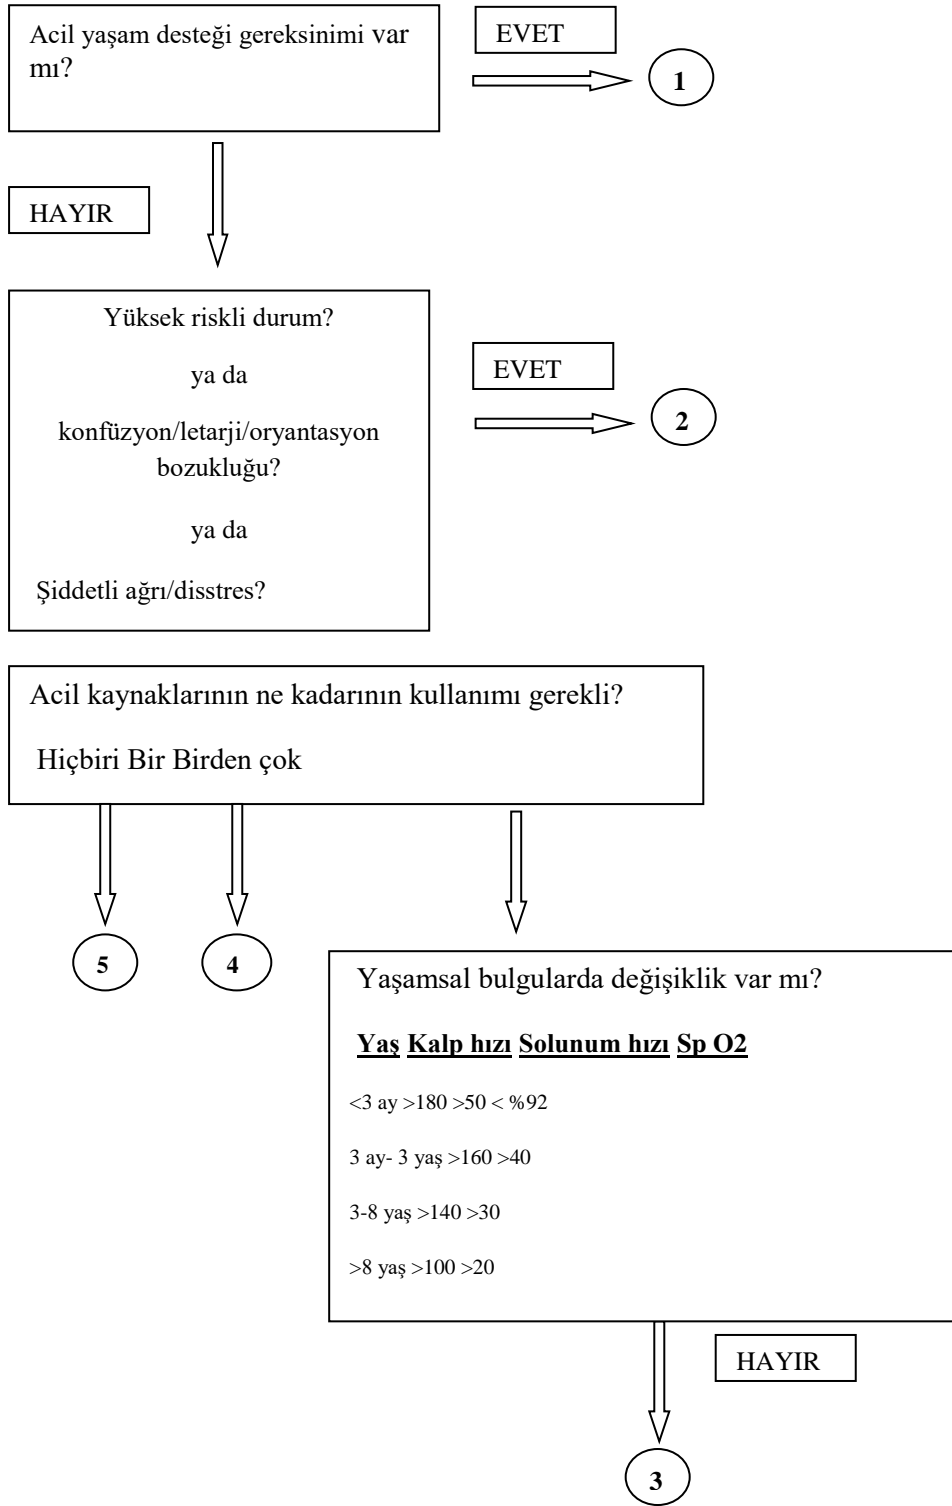 Acil yaşam desteği gereksinimi var
mı?
EVET
1
HAYIR
Yüksek riskli durum?
ya da
konfüzyon/letarji/oryantasyon
bozukluğu?
ya da
Şiddetli ağrı/disstres?
EVET
2
Acil kaynaklarının ne kadarının kullanımı gerekli?
Hiçbiri Bir Birden çok
5
4
Yaşamsal bulgularda değişiklik var mı?
Yaş Kalp hızı Solunum hızı Sp O2
<3 ay >180 >50 < %92
3 ay- 3 yaş >160 >40
3-8 yaş >140 >30
>8 yaş >100 >20
HAYIR
3